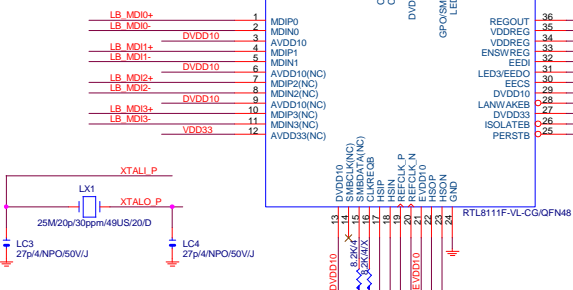 LB_MDI0+ 1 MDIP0
LB_MDI0- 2 MDIN0
DVDD10 3 AVDD10
LB_MDI1+ 4 MDIP1
LB_MDI1- 5 MDIN1
DVDD10 6 AVDD10(NC)
LB_MDI2+ 7 MDIP2(NC)
LB_MDI2- 8 MDIN2(NC)
DVDD10 9 AVDD10(NC)
LB_MDI3+ 10 MDIP3(NC)
LB_MDI3- 11 MDIN3(NC)
VDD33 12 AVDD33(NC)
GPO/SM
LED
DVD
REGOUT 36
VDDREG 35
VDDREG 34
ENSWREG 33
EEDI 32
LED3/EEDO 31
EECS 30
DVDD10 29
LANWAKEB 28
DVDD33 27
ISOLATEB 26
PERSTB 25
DVDD10 13
SMBCLK(NC) 14
SMBDATA(NC) 15
CLKREQB 16
HSIP 17
HSIN 18
REFCLK_P 19
REFCLK_N 20
EVDD10 21
HSOP 22
HSON 23
GND 24
RTL8111F-VL-CG/QFN48
DVDD10
8.2K/4
8.2K/4/X
EVDD10
XTALI_P
LX1
XTALO_P
25M/20p/30ppm/49US/20/D
LC3
27p/4/NPO/50V/J
LC4
27p/4/NPO/50V/J